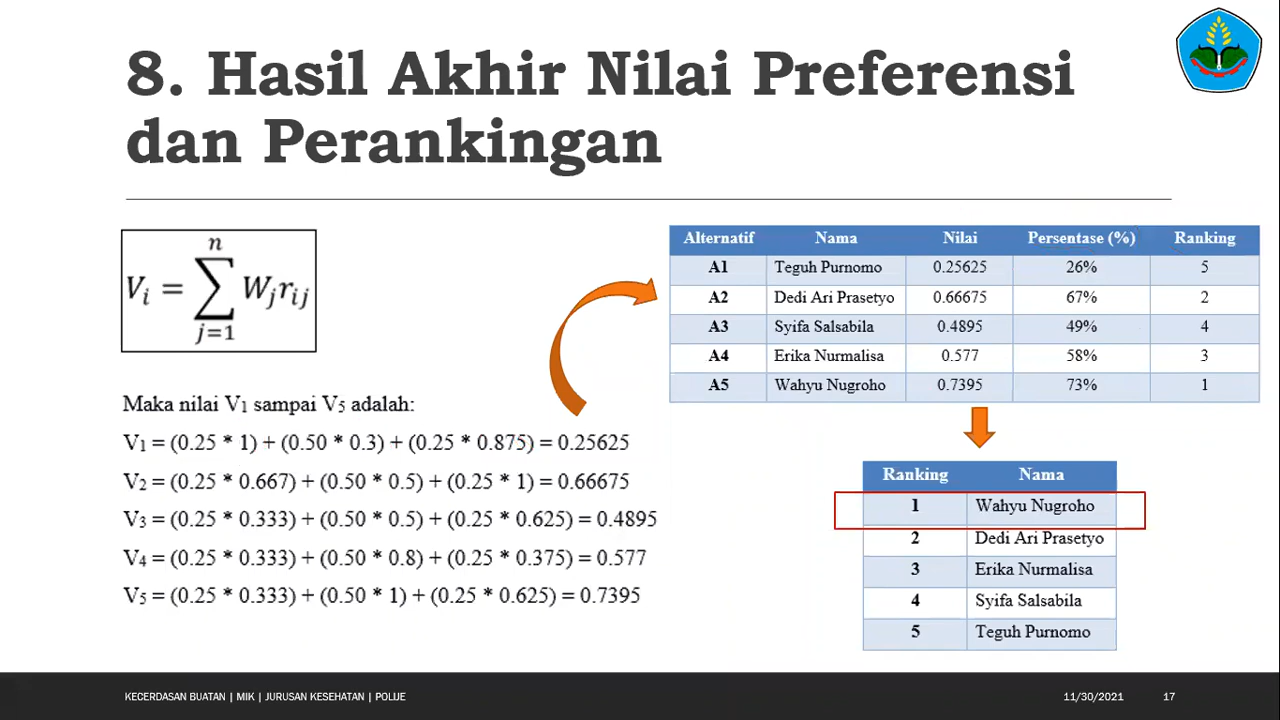 8. Hasil Akhir Nilai Preferensi
dan Perankingan
n
Vi = ∑ Wjrij
j=1
Maka nilai V1 sampai V5 adalah:
V1 = (0.25 * 1) + (0.50 * 0.3) + (0.25 * 0.875) = 0.25625
V2 = (0.25 * 0.667) + (0.50 * 0.5) + (0.25 * 1) = 0.66675
V3 = (0.25 * 0.333) + (0.50 * 0.5) + (0.25 * 0.625) = 0.4895
V4 = (0.25 * 0.333) + (0.50 * 0.8) + (0.25 * 0.375) = 0.577
V5 = (0.25 * 0.333) + (0.50 * 1) + (0.25 * 0.625) = 0.7395
Alternatif Nama Nilai Persentase (%) Ranking
A1 Teguh Purnomo 0.25625 26% 5
A2 Dedi Ari Prasetyo 0.66675 67% 2
A3 Syifa Salsabila 0.4895 49% 4
A4 Erika Nurmalisa 0.577 58% 3
A5 Wahyu Nugroho 0.7395 73% 1
Ranking Nama
1 Wahyu Nugroho
2 Dedi Ari Prasetyo
3 Erika Nurmalisa
4 Syifa Salsabila
5 Teguh Purnomo
KECERDASAN BUATAN | MIK | JURUSAN KESEHATAN | POLIJE 11/30/2021 17